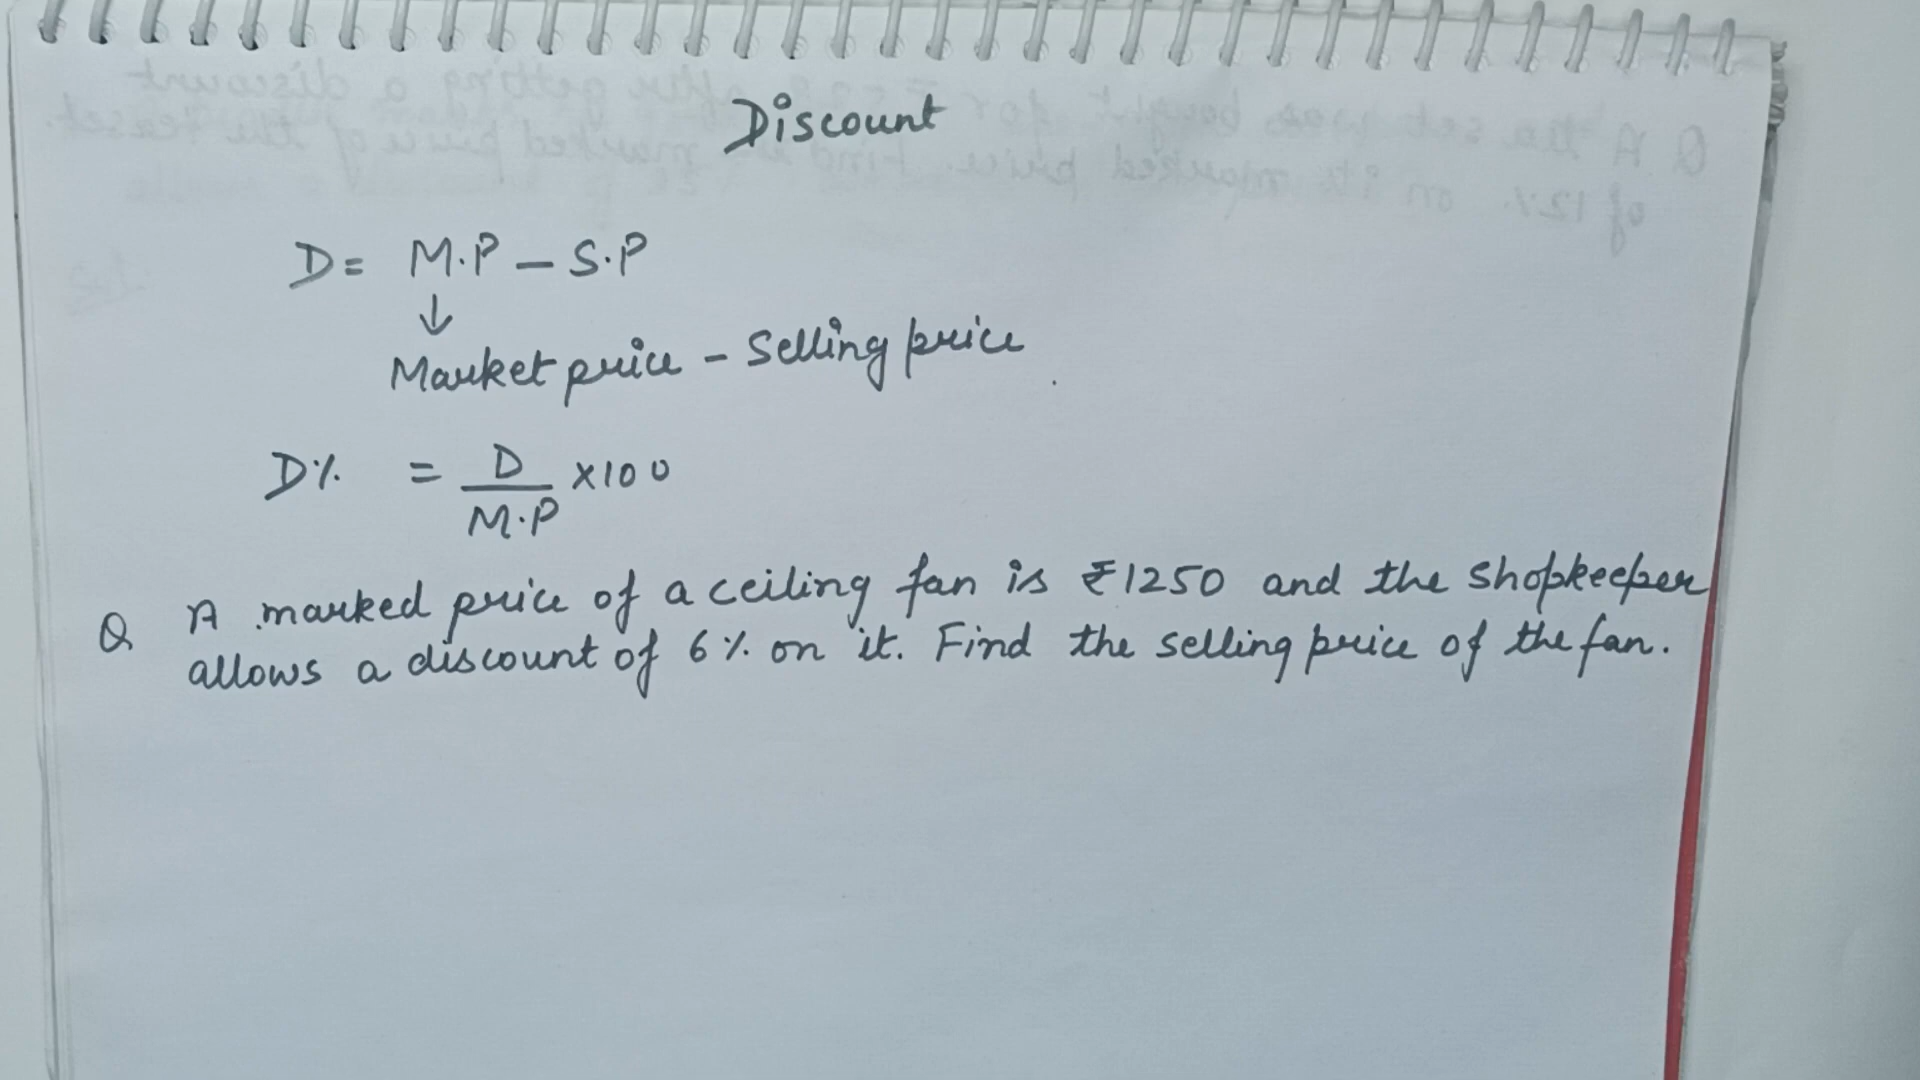 Discount
D = M.P - S.P
↓
Market price - Selling price
D% = D/M.P ×100
Q A marked price of a ceiling fan is ₹1250 and the shopkeeper
allows a discount of 6% on it. Find the selling price of the fan.